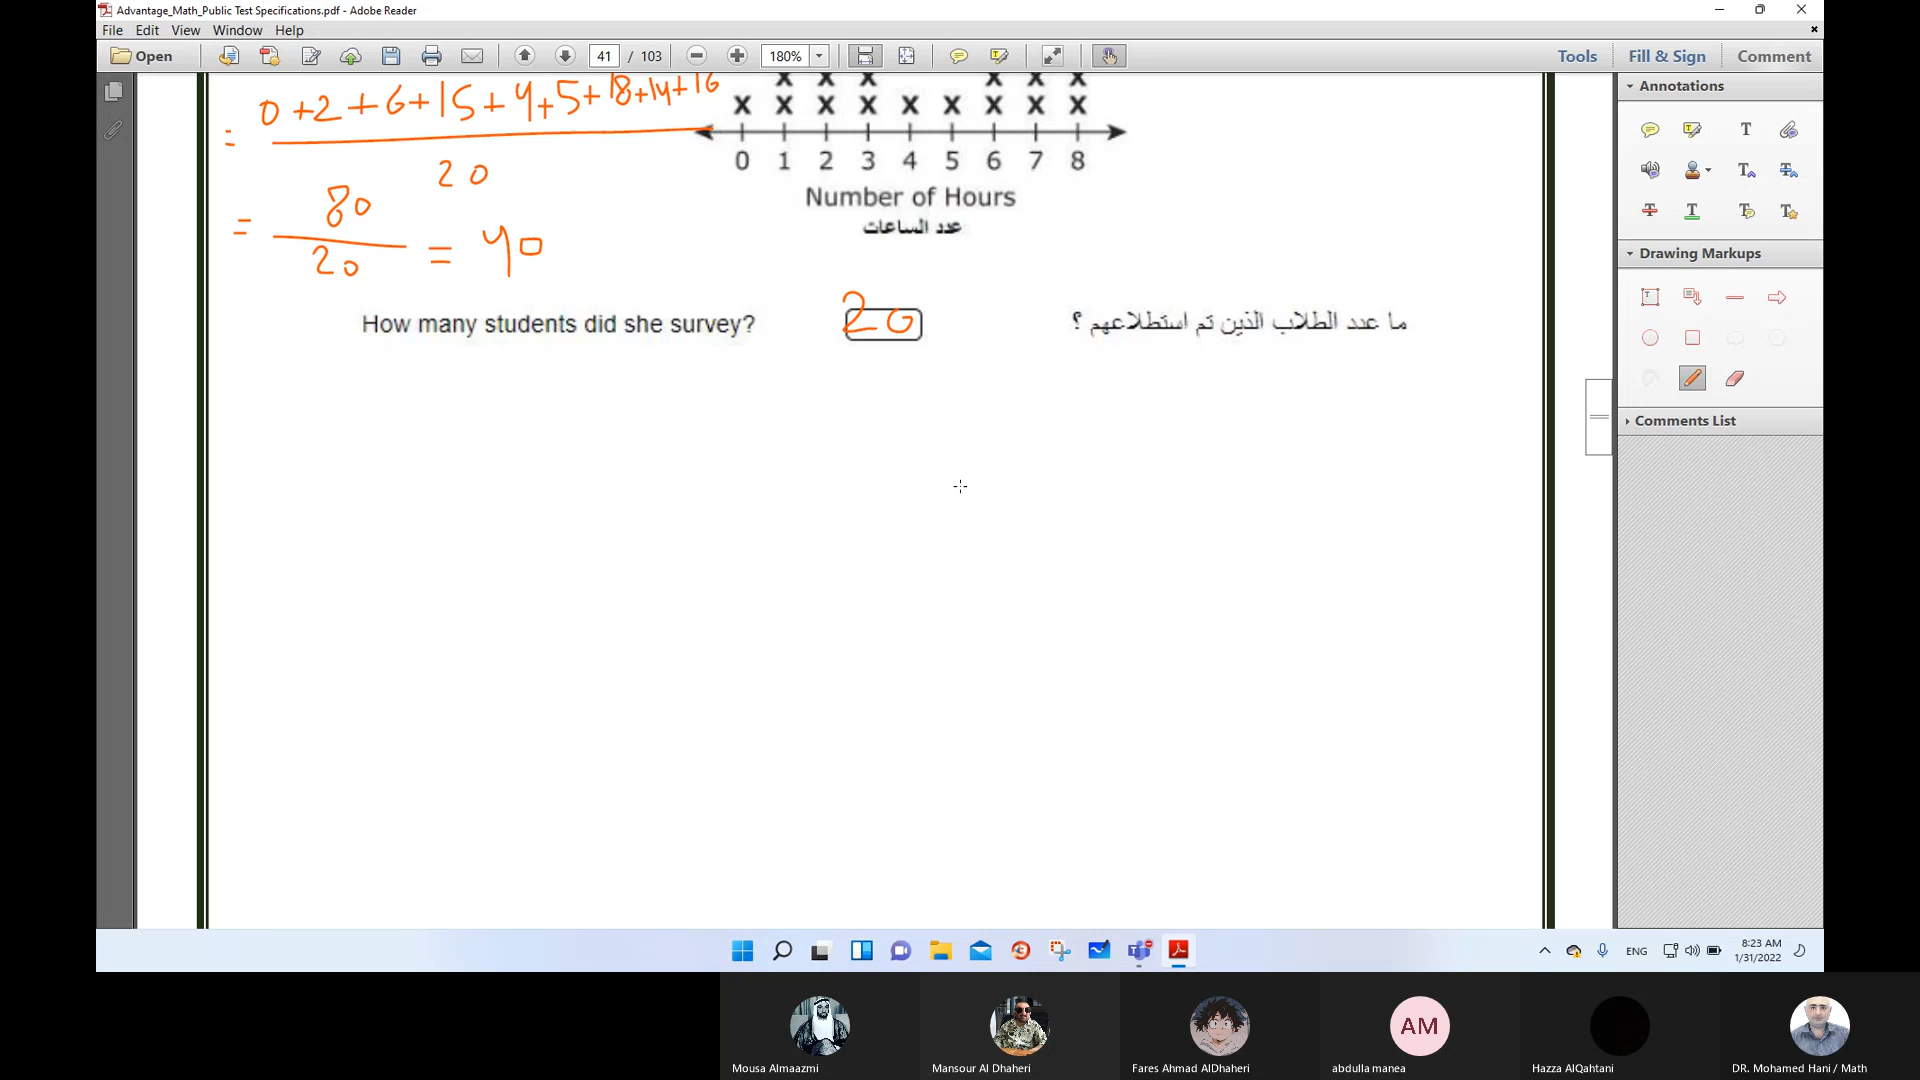 Advantage_Math_Public Test Specifications.pdf - Adobe Reader
File Edit View Window Help
Open 41 / 103 180% Tools Fill & Sign Comment
Annotations
Drawing Markups
Comments List
= 0+2+6+15+4+5+18+14+16
20
= 80
20 = 40
x x x x x x
x x x x x x x x x
0 1 2 3 4 5 6 7 8
Number of Hours
عدد الساعات
How many students did she survey? 20 ما عدد الطلاب الذين تم استطلاعهم ؟
ENG 8:23 AM
1/31/2022
AM
Mousa Almaazmi Mansour Al Dhaheri Fares Ahmad AlDhaheri abdulla manea Hazza AlQahtani DR. Mohamed Hani / Math